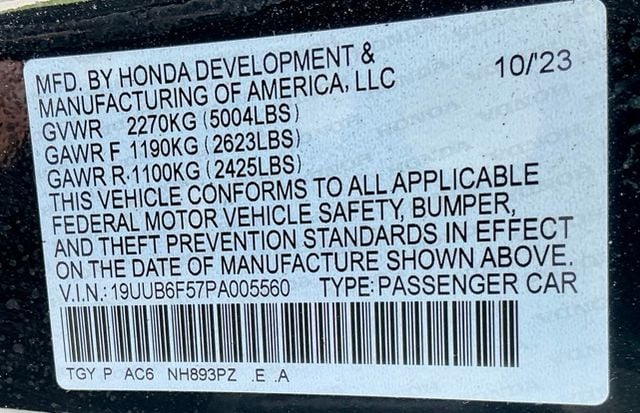 MFD. BY HONDA DEVELOPMENT &
MANUFACTURING OF AMERICA, LLC 10/'23
GVWR 2270KG (5004LBS)
GAWR F 1190KG (2623LBS)
GAWR R 1100KG (2425LBS)
THIS VEHICLE CONFORMS TO ALL APPLICABLE
FEDERAL MOTOR VEHICLE SAFETY, BUMPER,
AND THEFT PREVENTION STANDARDS IN EFFECT
ON THE DATE OF MANUFACTURE SHOWN ABOVE.
V.I.N.: 19UUB6F57PA005560 TYPE: PASSENGER CAR
TGY P AC6 NH893PZ .E .A